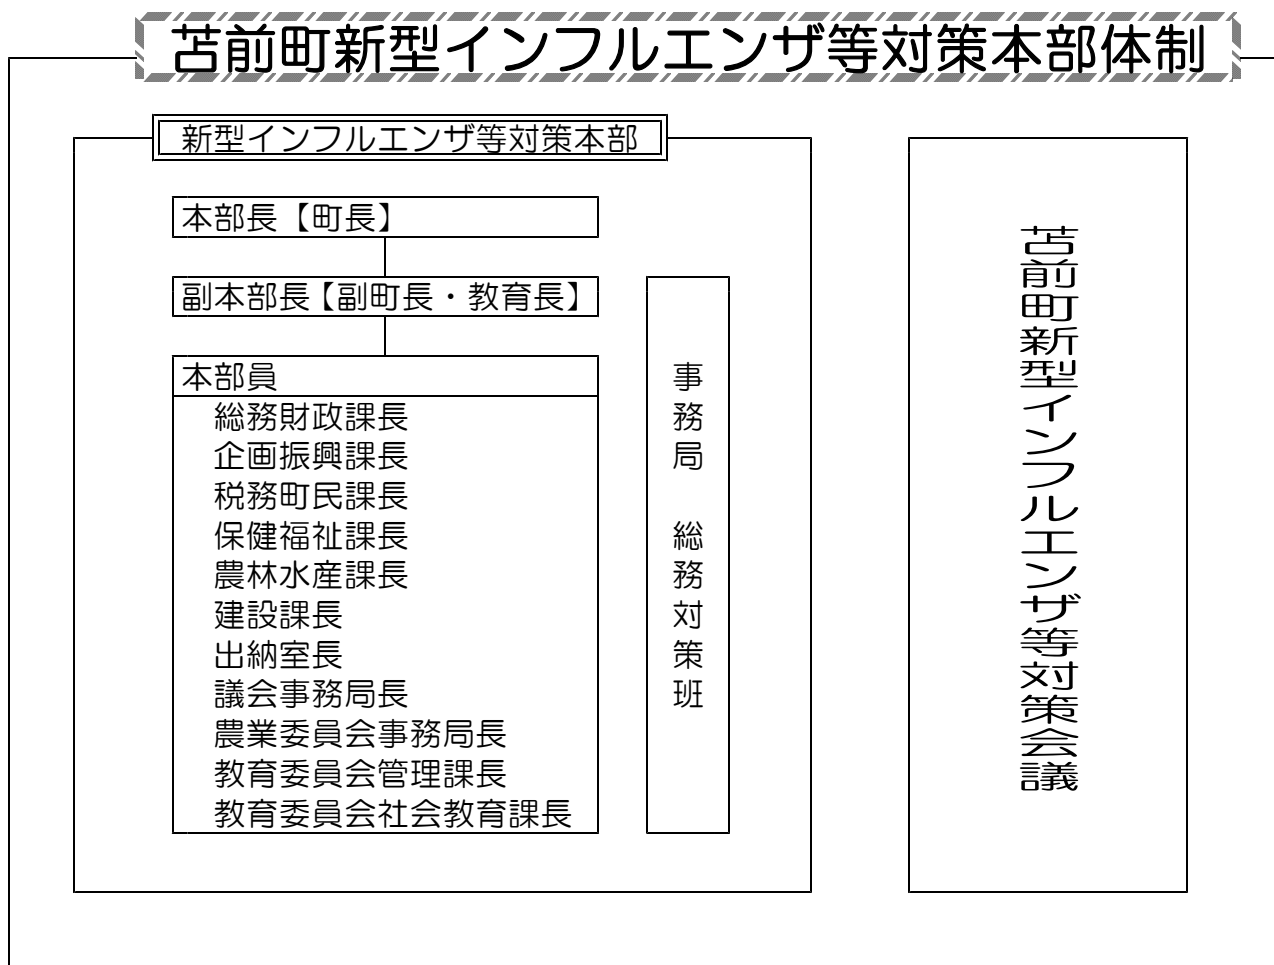 苫前町新型インフルエンザ等対策本部体制
新型インフルエンザ等対策本部
本部長【町長】
副本部長【副町長・教育長】
本部員
総務財政課長
企画振興課長
税務町民課長
保健福祉課長
農林水産課長
建設課長
出納室長
議会事務局長
農業委員会事務局長
教育委員会管理課長
教育委員会社会教育課長
事務局　総務対策班
苫前町新型インフルエンザ等対策会議